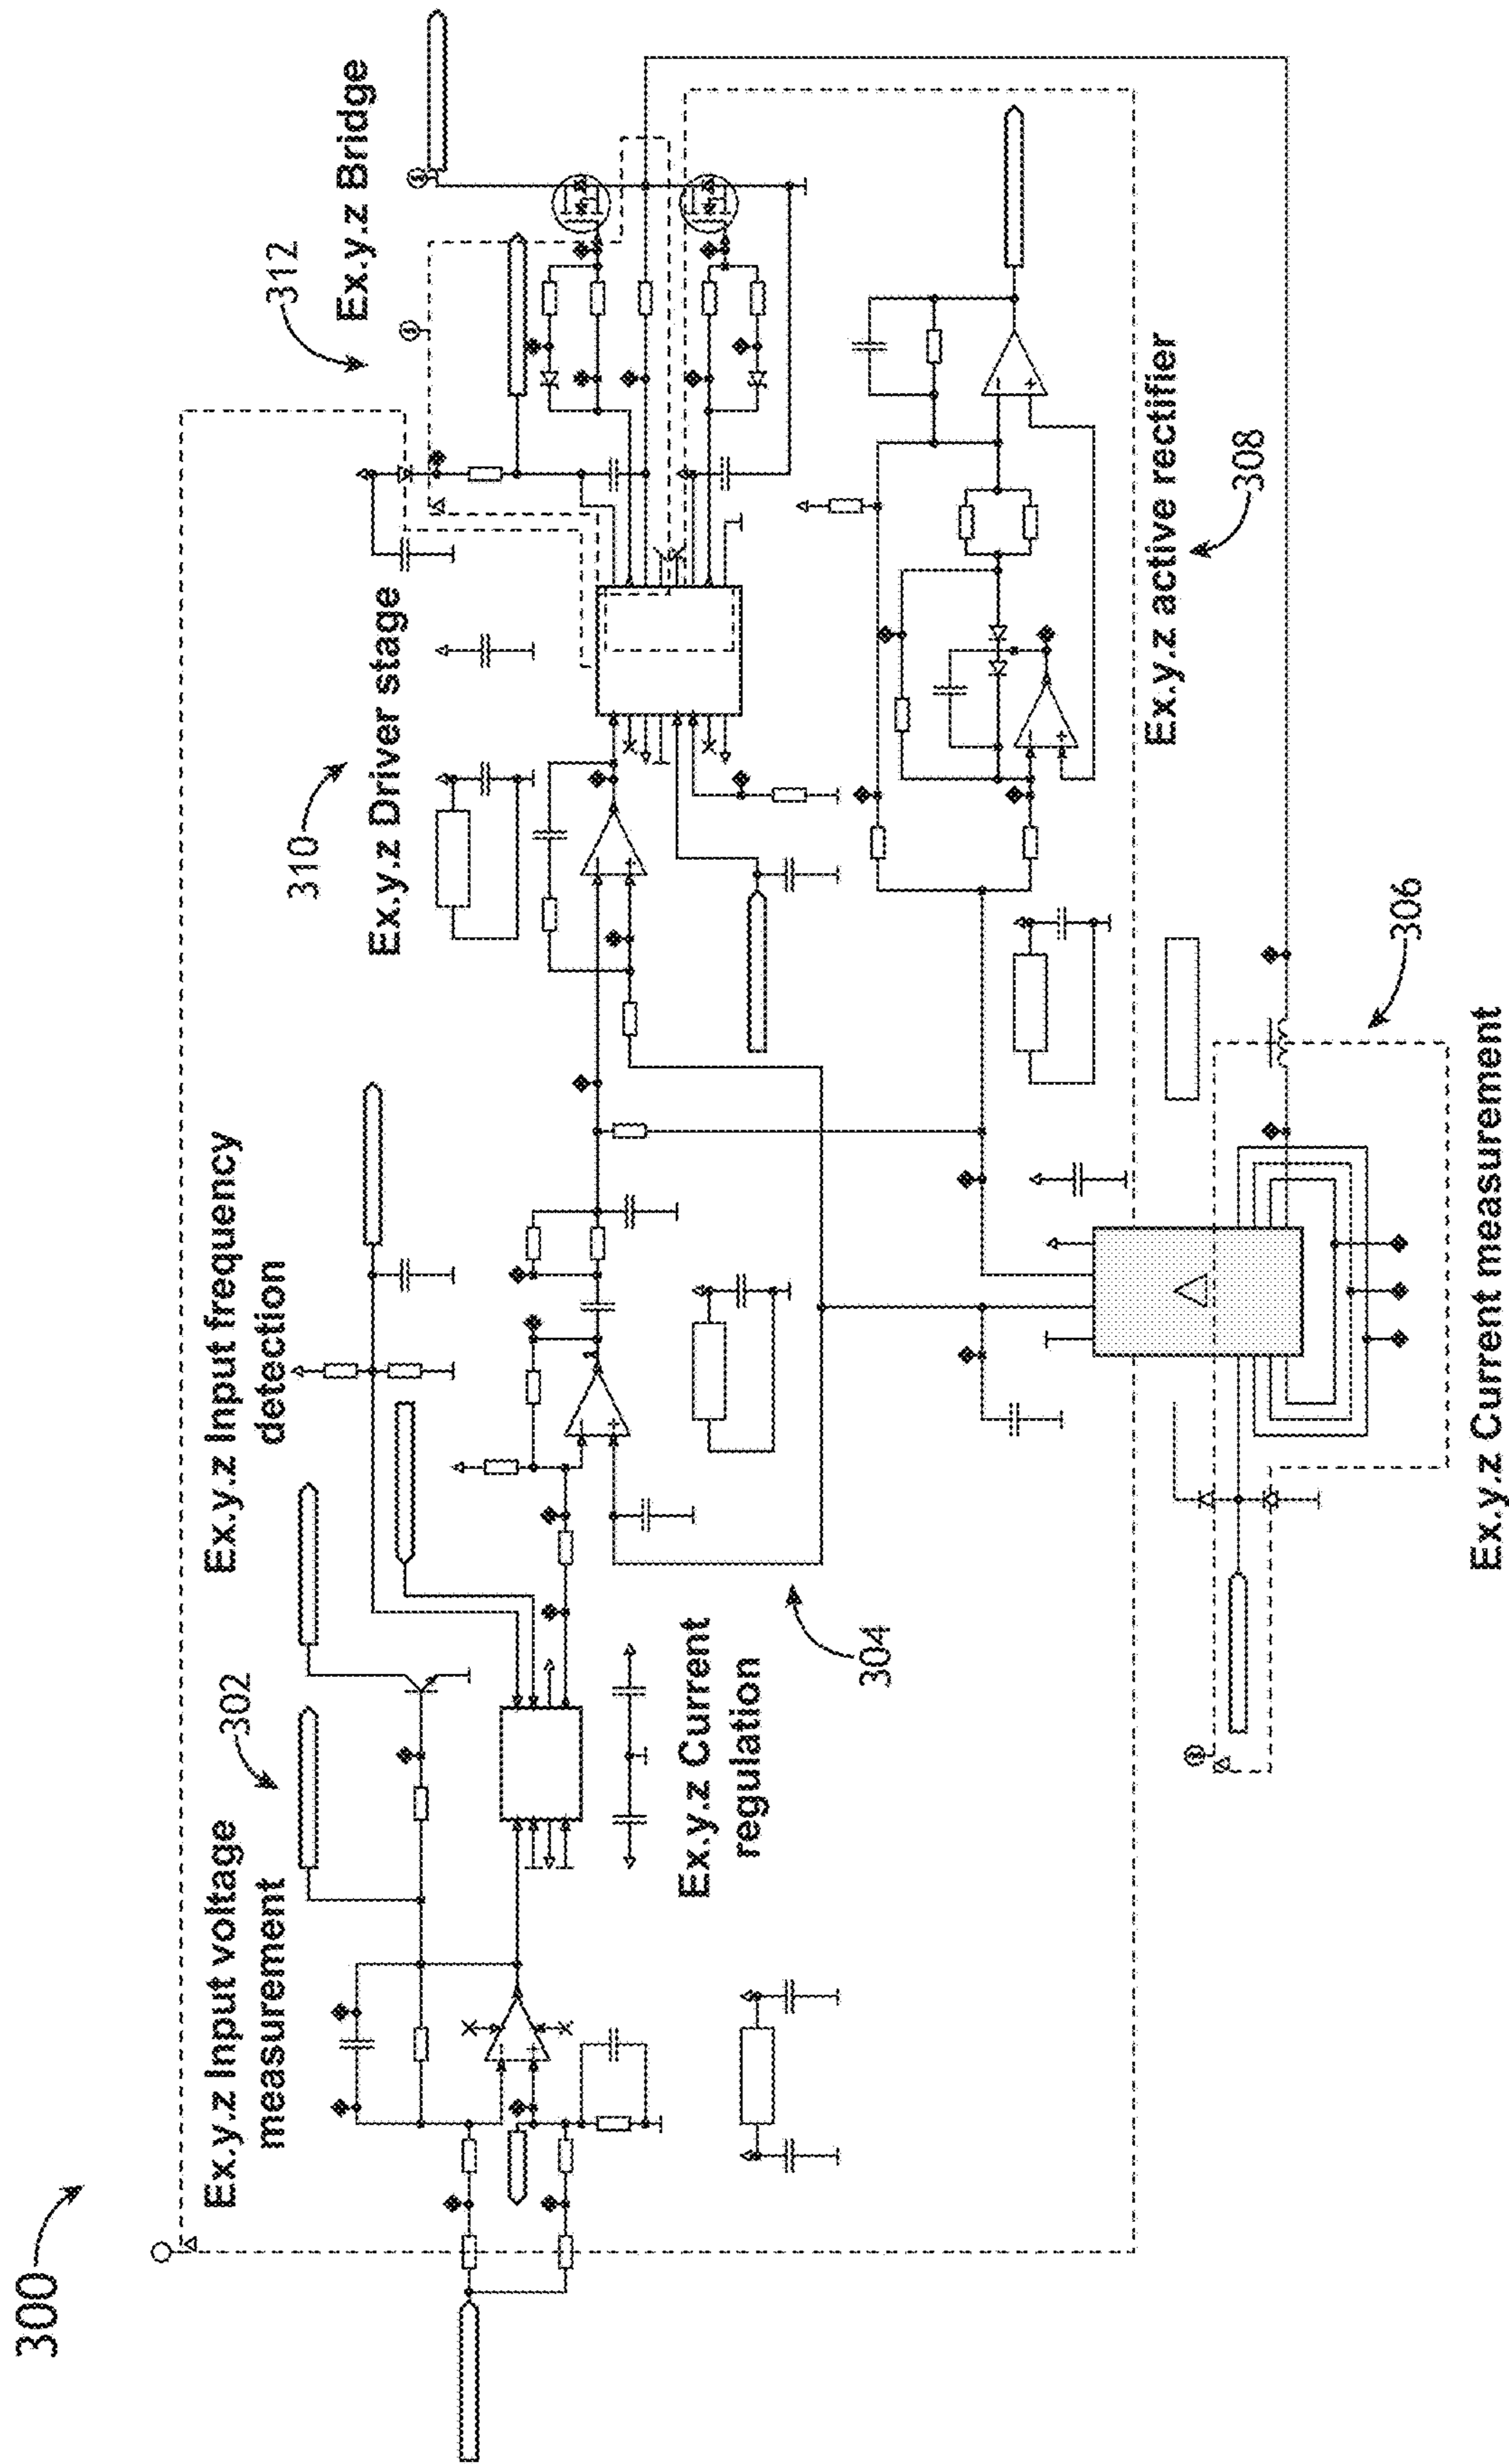 300
Ex.y.z Input voltage
measurement
302
Ex.y.z Input frequency
detection
Ex.y.z Current
regulation
304
310
Ex.y.z Driver stage
312
Ex.y.z Bridge
Ex.y.z active rectifier
308
306
Ex.y.z Current measurement